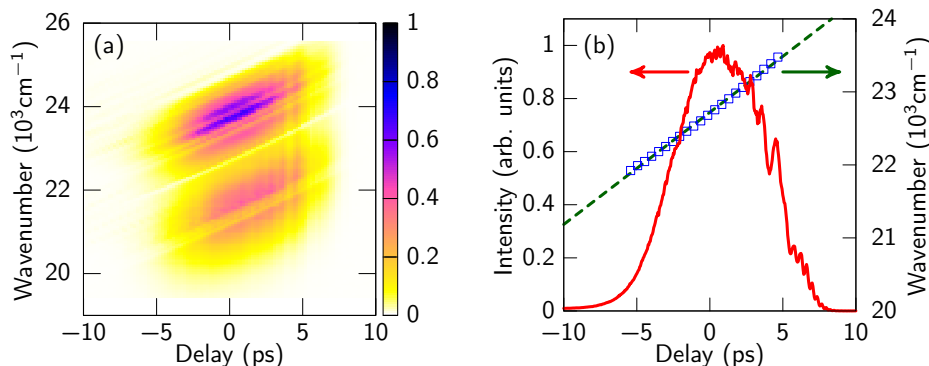 (a)
Wavenumber (10³cm⁻¹)
26
24
22
20
−10 −5 0 5 10
Delay (ps)
1
0.8
0.6
0.4
0.2
0
(b)
Intensity (arb. units)
1
0.8
0.6
0.4
0.2
0
−10 −5 0 5 10
Delay (ps)
24
23
22
21
20
Wavenumber (10³cm⁻¹)